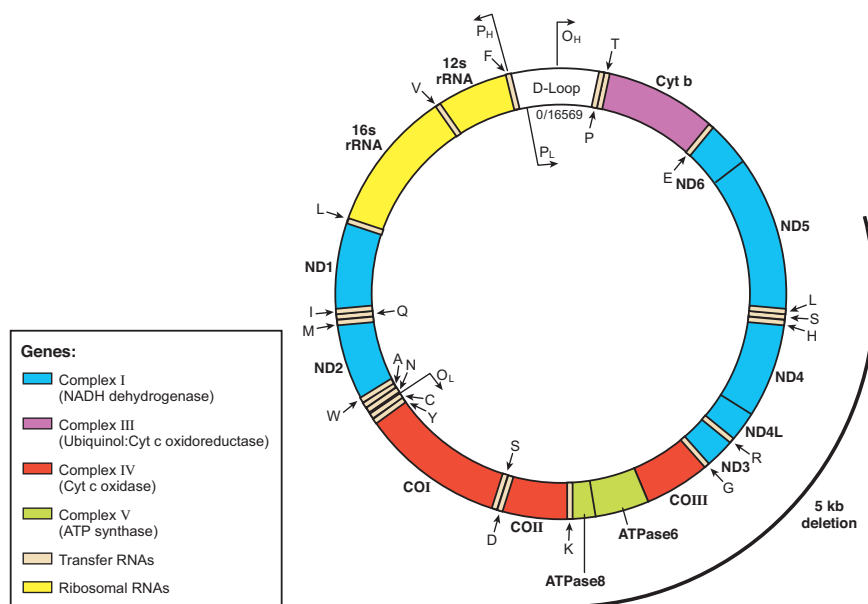 P_H
O_H
F
T
12s
rRNA
D-Loop
Cyt b
V
0/16569
P
16s
rRNA
P_L
E
ND6
L
ND5
ND1
L
I
Q
S
M
H
Genes:
A
N
O_L
ND2
ND4
Complex I
(NADH dehydrogenase)
C
W
Y
Complex III
(Ubiquinol:Cyt c oxidoreductase)
ND4L
R
S
ND3
COI
G
Complex IV
(Cyt c oxidase)
COIII
5 kb
deletion
COII
D
K
ATPase6
Complex V
(ATP synthase)
Transfer RNAs
ATPase8
Ribosomal RNAs